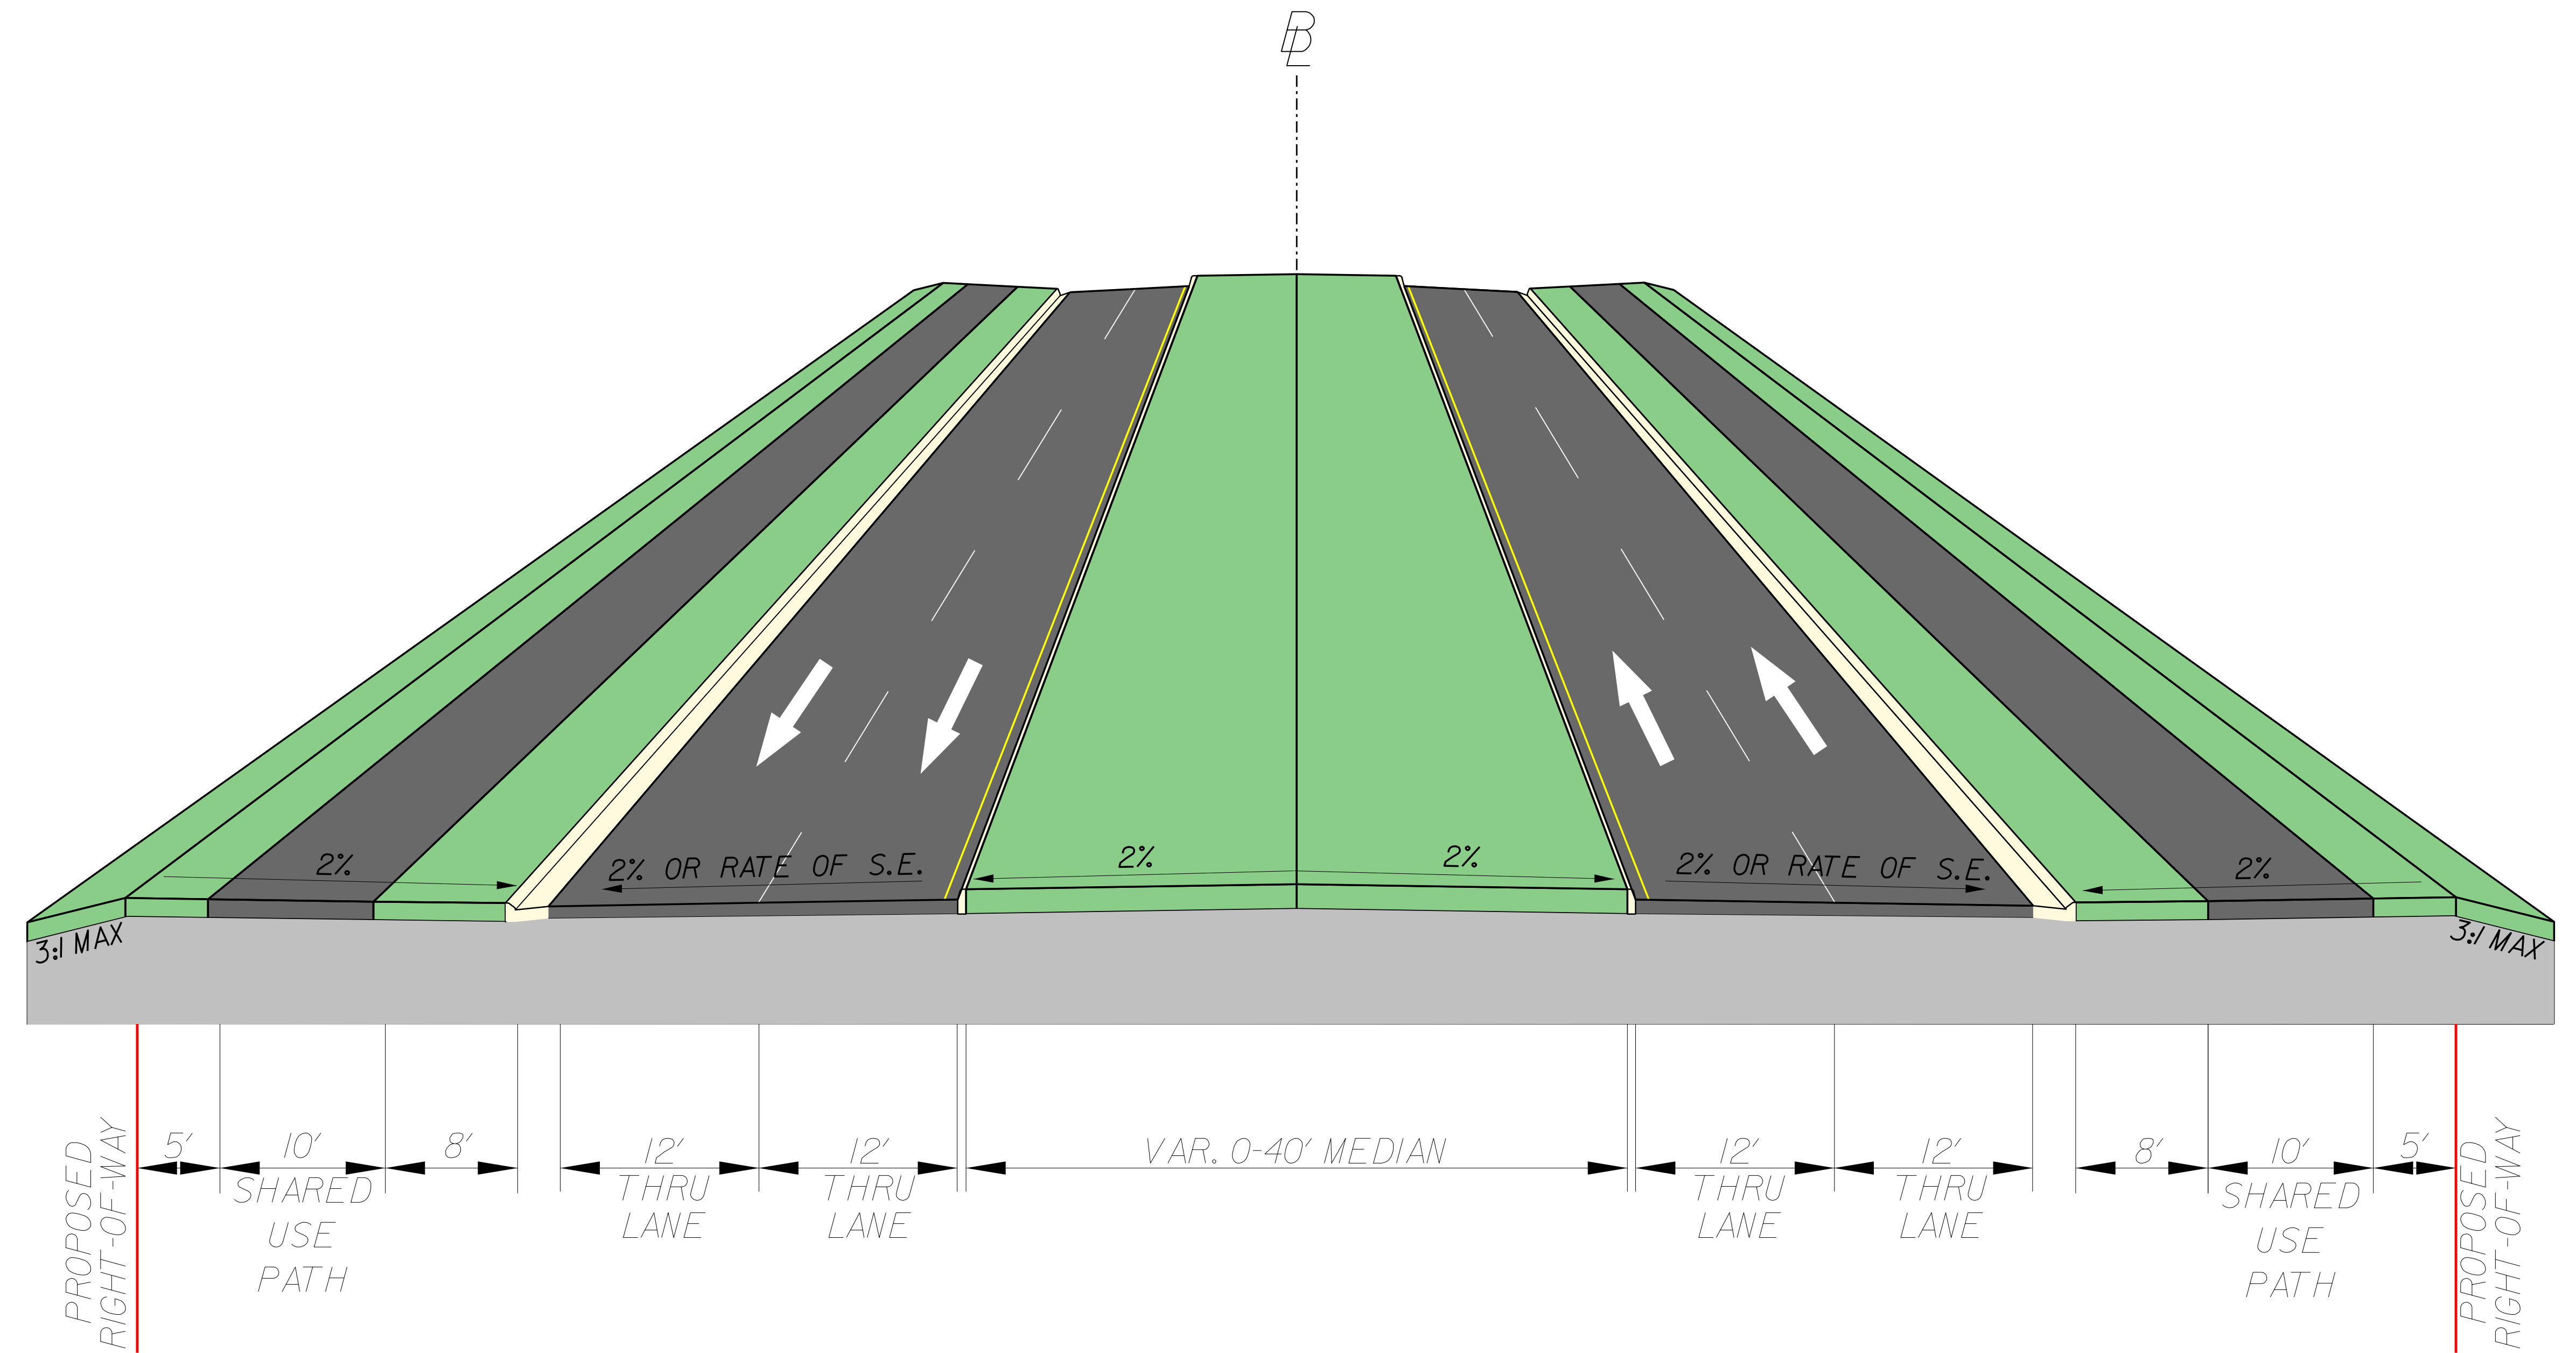 BL
2%
2% OR RATE OF S.E.
2%
2%
2% OR RATE OF S.E.
2%
3:1 MAX
3:1 MAX
PROPOSED
RIGHT-OF-WAY
5'
10'
SHARED
USE
PATH
8'
12'
THRU
LANE
12'
THRU
LANE
VAR. 0-40' MEDIAN
12'
THRU
LANE
12'
THRU
LANE
8'
10'
SHARED
USE
PATH
5'
PROPOSED
RIGHT-OF-WAY